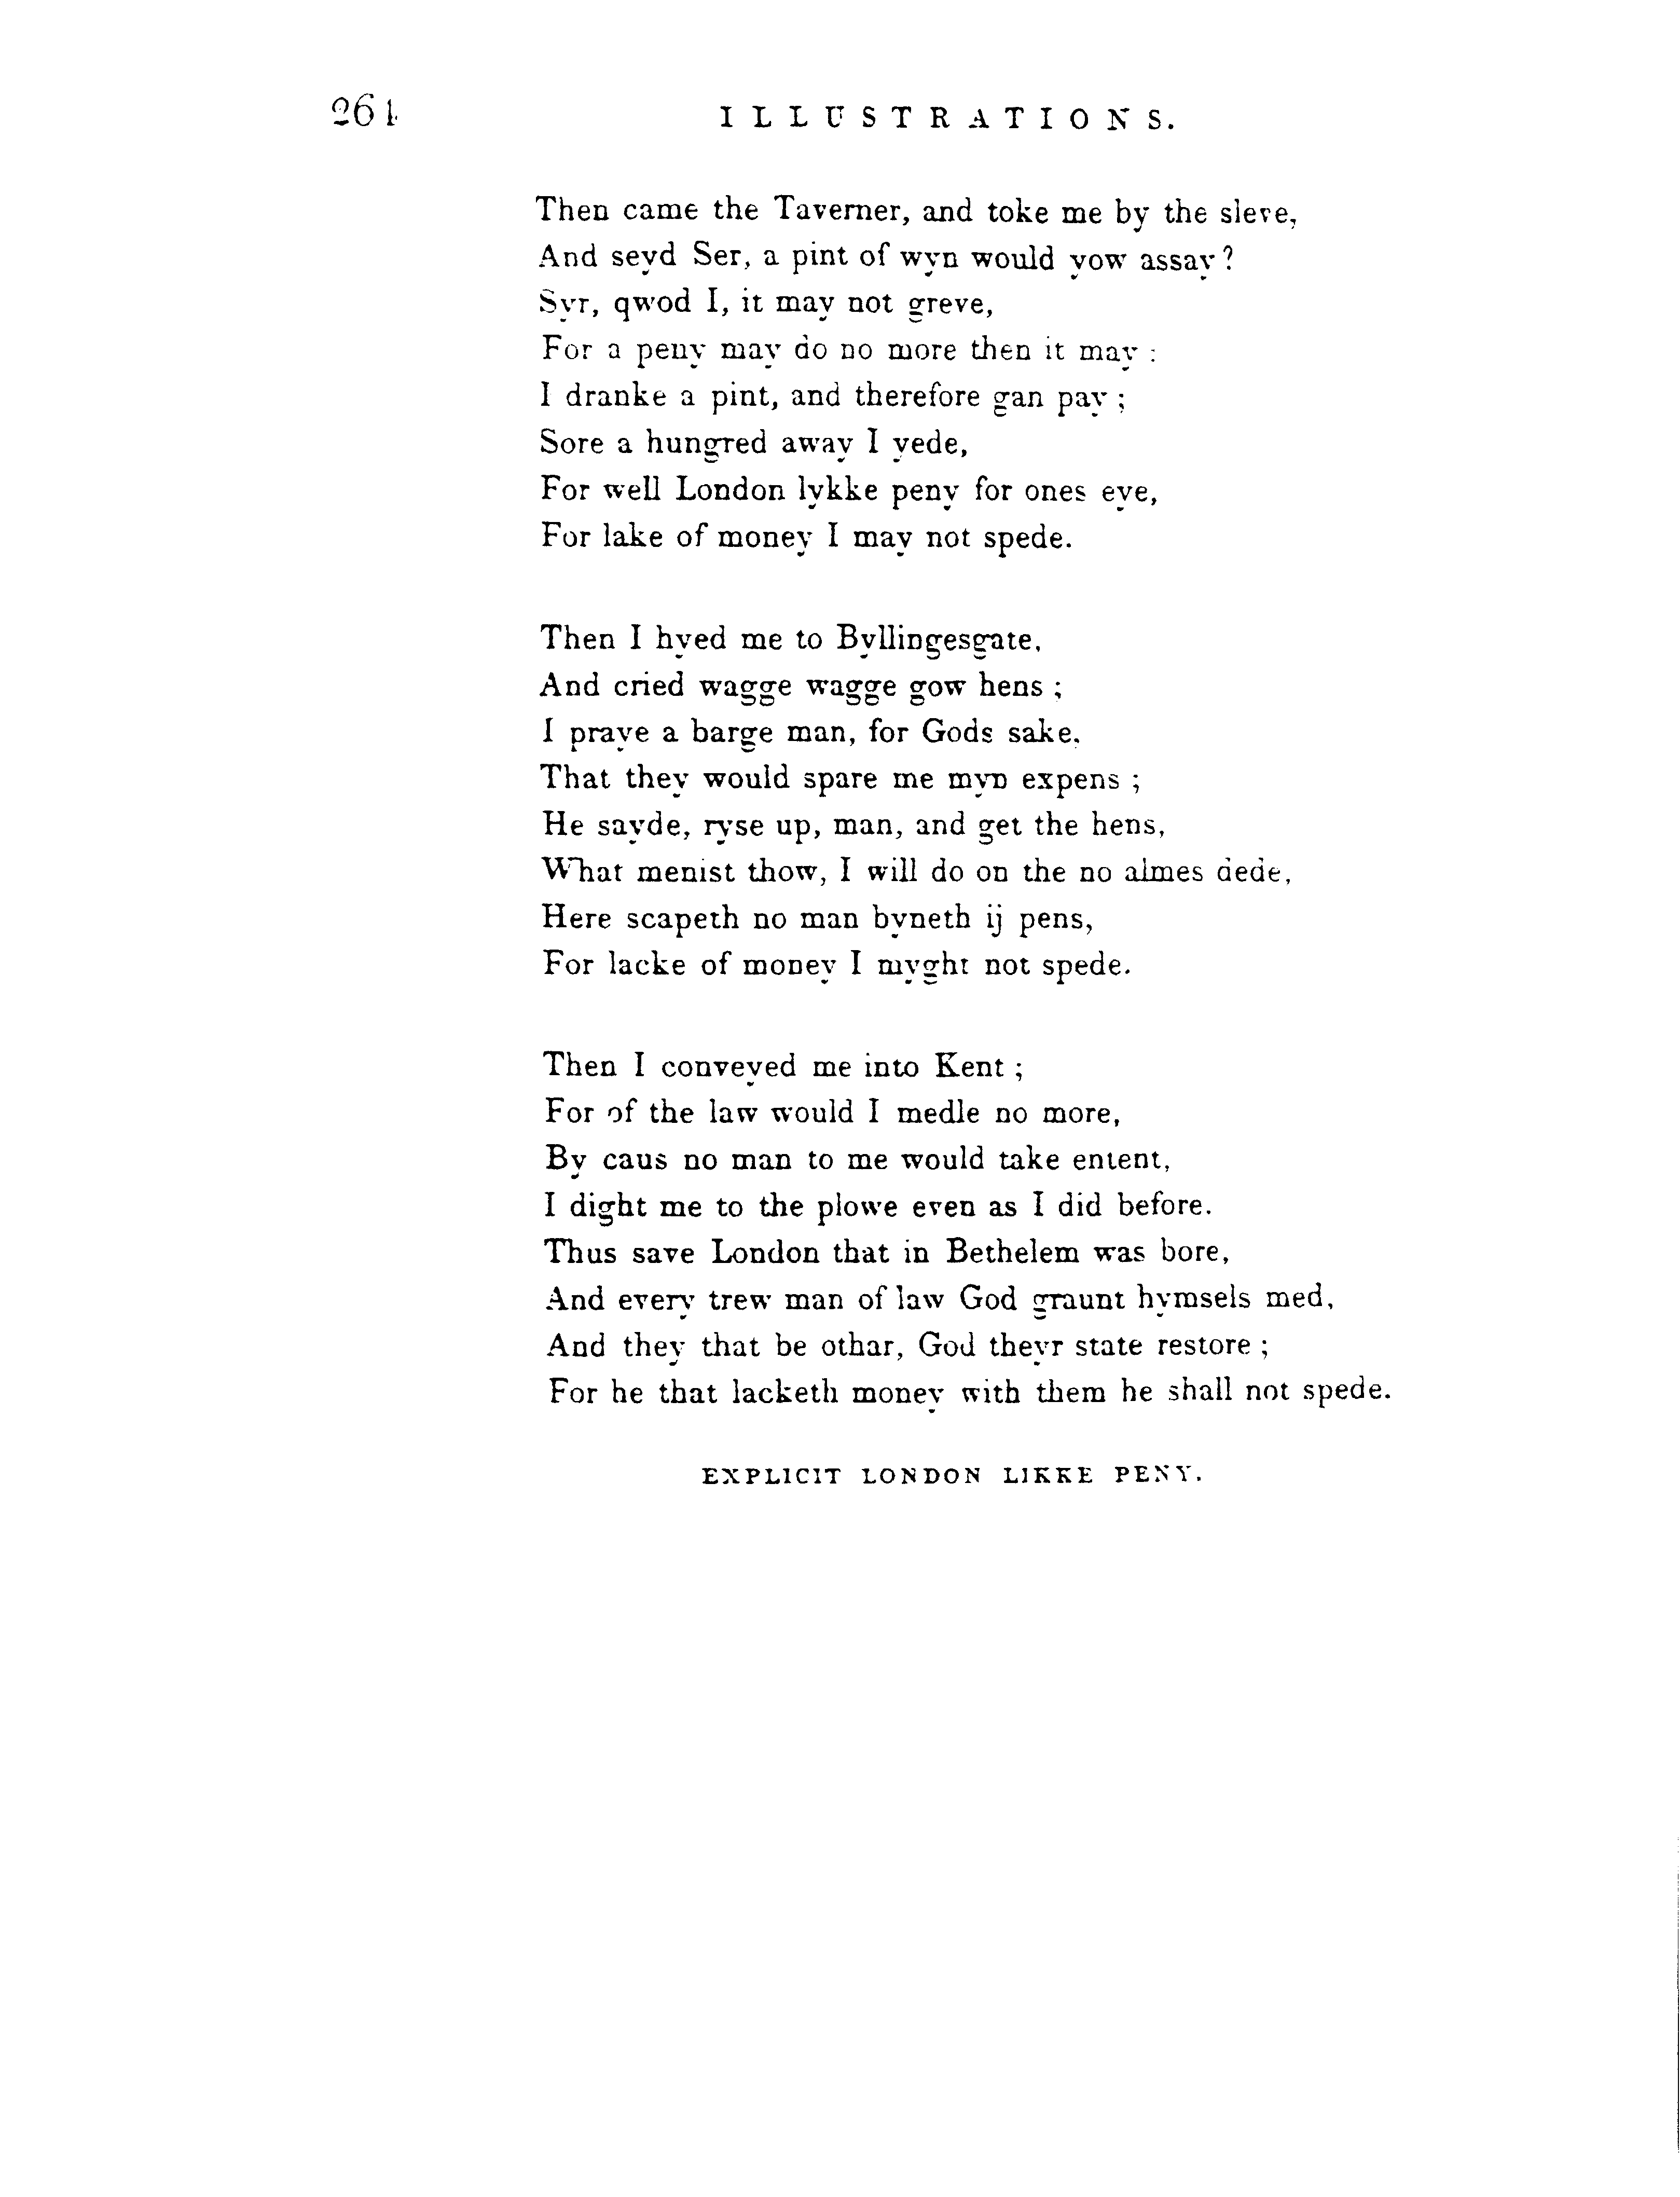 264 ILLUSTRATIONS.
Then came the Taverner, and toke me by the sleve,
And seyd Ser, a pint of wyn would yow assay?
Syr, qwod I, it may not greve,
For a peny may do no more then it may:
I dranke a pint, and therefore gan pay;
Sore a hungred away I yede,
For well London lykke peny for ones eye,
For lake of money I may not spede.
Then I hyed me to Byllingesgate,
And cried wagge wagge gow hens;
I praye a barge man, for Gods sake,
That they would spare me myn expens;
He sayde, ryse up, man, and get the hens,
What menist thow, I will do on the no almes dede,
Here scapeth no man byneth ij pens,
For lacke of money I myght not spede.
Then I conveyed me into Kent;
For of the law would I medle no more,
By caus no man to me would take entent,
I dight me to the plowe even as I did before.
Thus save London that in Bethelem was bore,
And every trew man of law God graunt hymsels med,
And they that be othar, God theyr state restore;
For he that lacketh money with them he shall not spede.
EXPLICIT LONDON LIKKE PENY.